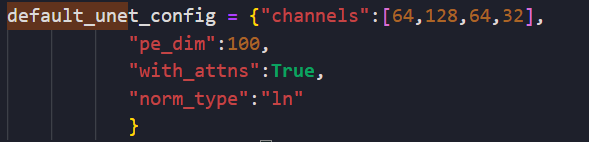 default_unet_config = {"channels":[64,128,64,32],
"pe_dim":100,
"with_attns":True,
"norm_type":"ln"
}